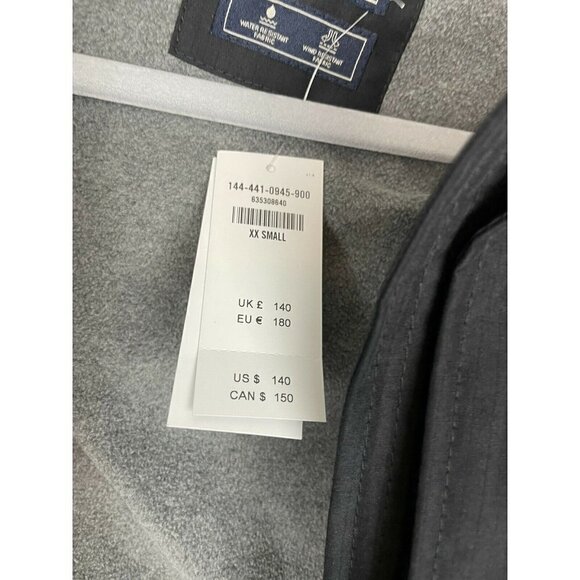 WATER RESISTANT
FABRIC
WIND RESISTANT
FABRIC
144-441-0945-900
635308640
XX SMALL
UK £ 140
EU € 180
US $ 140
CAN $ 150